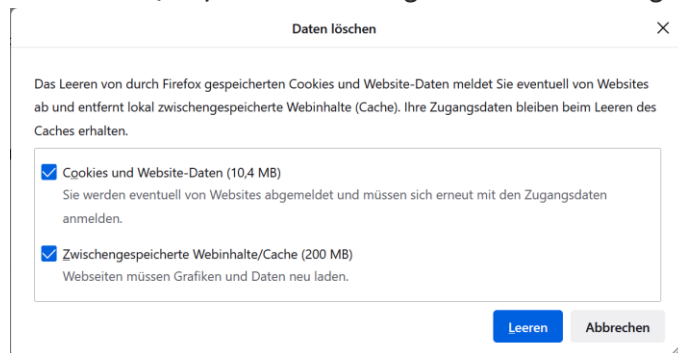 Daten löschen
Das Leeren von durch Firefox gespeicherten Cookies und Website-Daten meldet Sie eventuell von Websites
ab und entfernt lokal zwischengespeicherte Webinhalte (Cache). Ihre Zugangsdaten bleiben beim Leeren des
Caches erhalten.
Cookies und Website-Daten (10,4 MB)
Sie werden eventuell von Websites abgemeldet und müssen sich erneut mit den Zugangsdaten
anmelden.
Zwischengespeicherte Webinhalte/Cache (200 MB)
Webseiten müssen Grafiken und Daten neu laden.
Leeren Abbrechen